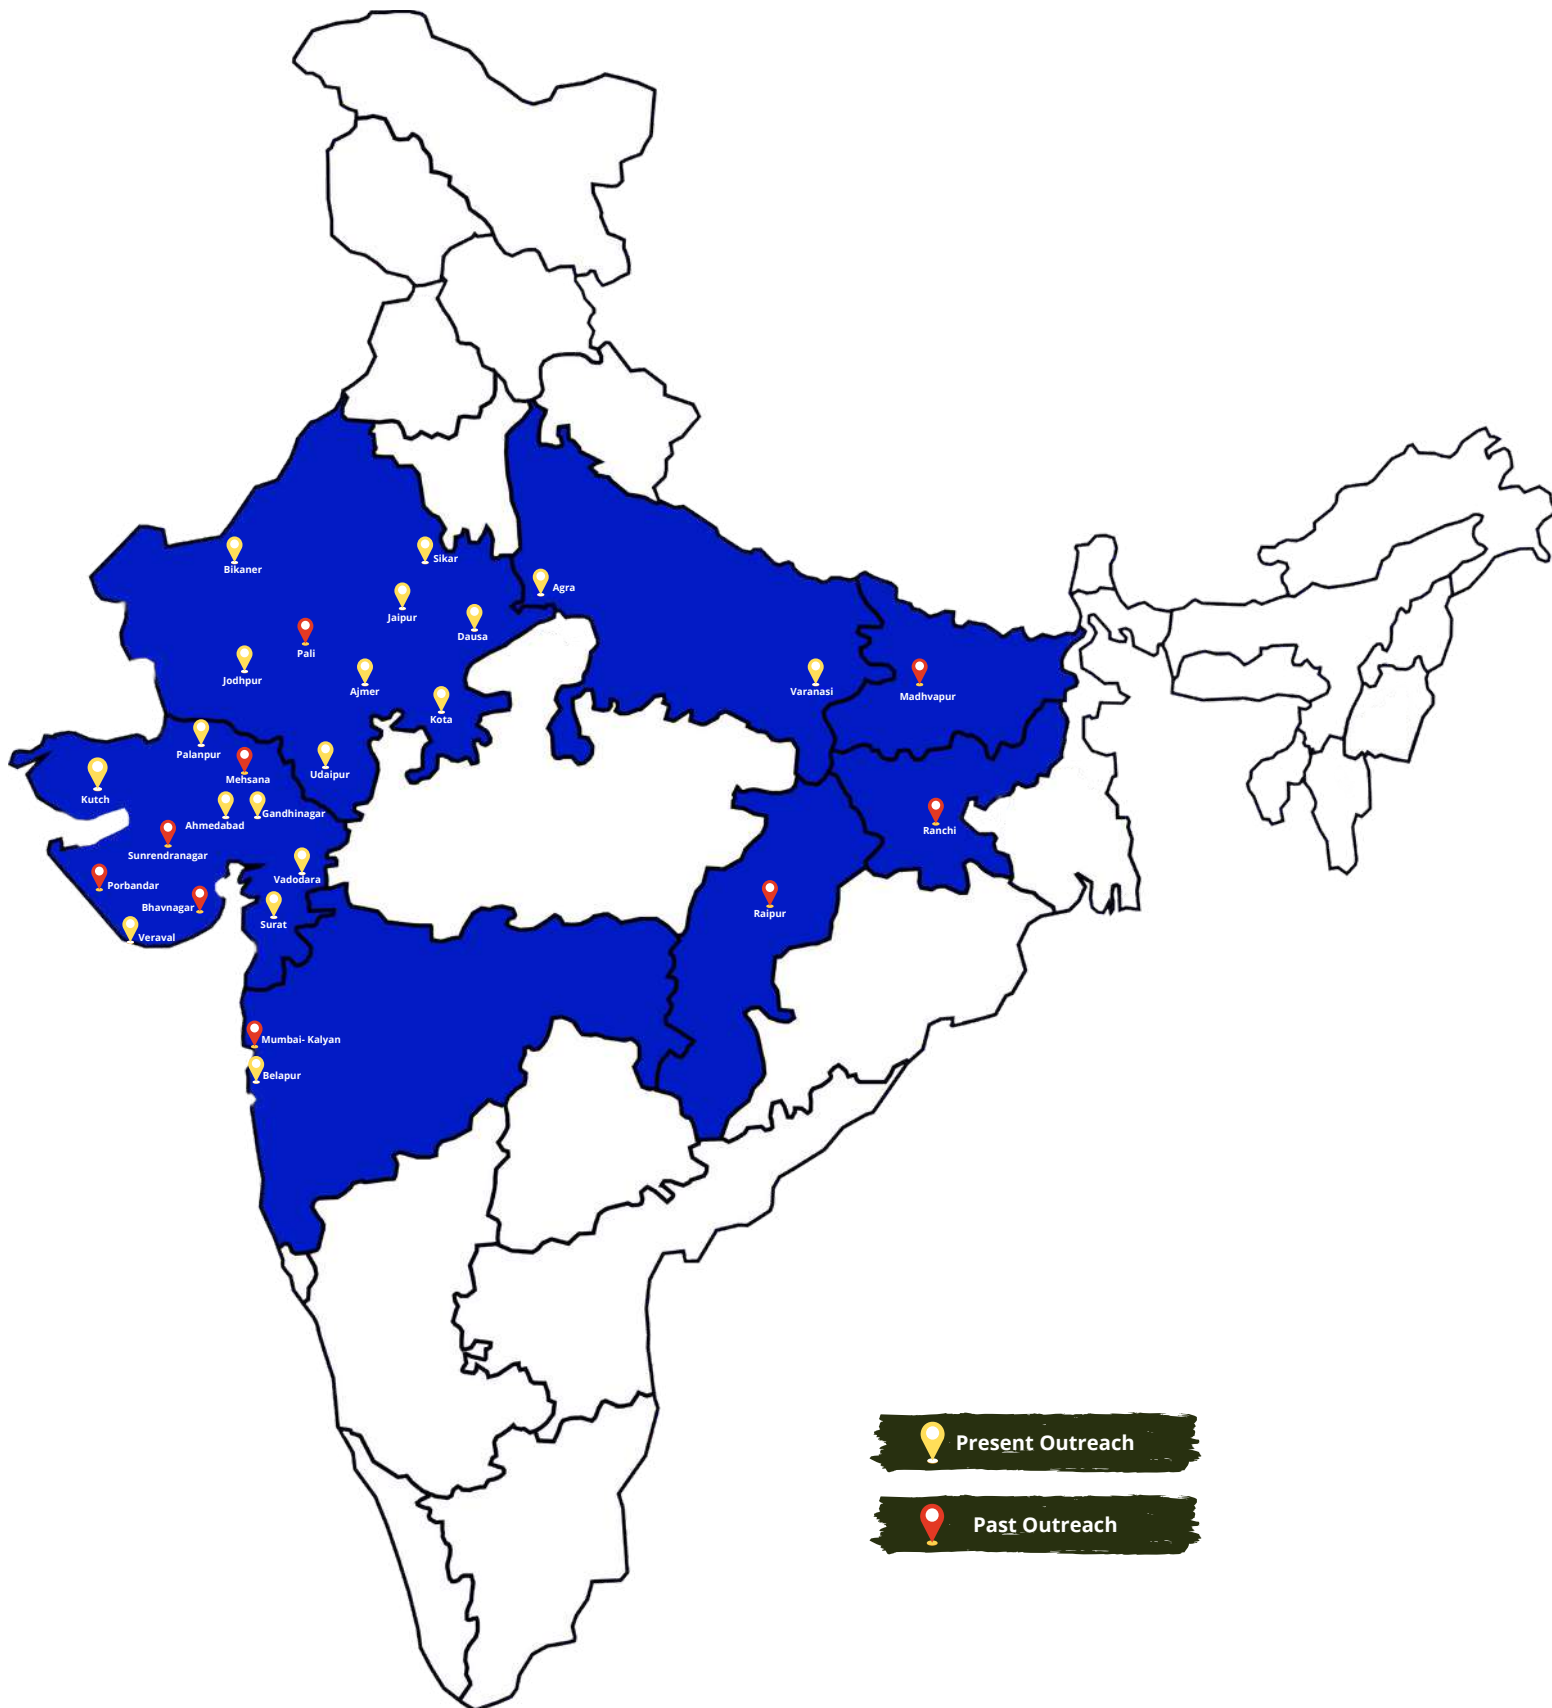 Bikaner
Sikar
Agra
Jaipur
Dausa
Pali
Jodhpur
Ajmer
Varanasi
Madhvapur
Kota
Palanpur
Udaipur
Mehsana
Kutch
Gandhinagar
Ahmedabad
Ranchi
Sunrendranagar
Vadodara
Porbandar
Bhavnagar
Raipur
Surat
Veraval
Mumbai- Kalyan
Belapur
Present Outreach
Past Outreach